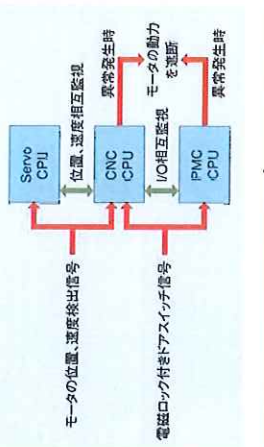 Servo
CPU
位置、速度相互監視
CNC
CPU
I/O相互監視
PMC
CPU
モータの位置、速度検出信号
電磁ロック付きドアスイッチ信号
異常発生時
モータの動力
を遮断
異常発生時